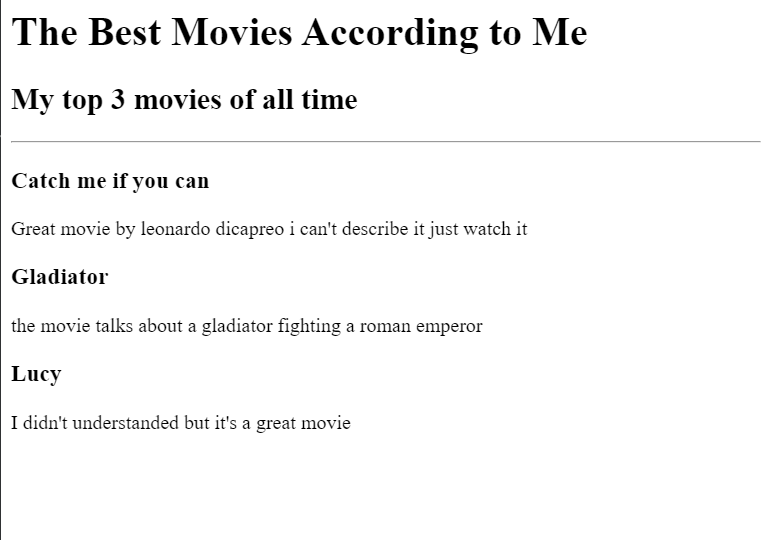 The Best Movies According to Me
My top 3 movies of all time
Catch me if you can
Great movie by leonardo dicapreo i can't describe it just watch it
Gladiator
the movie talks about a gladiator fighting a roman emperor
Lucy
I didn't understanded but it's a great movie